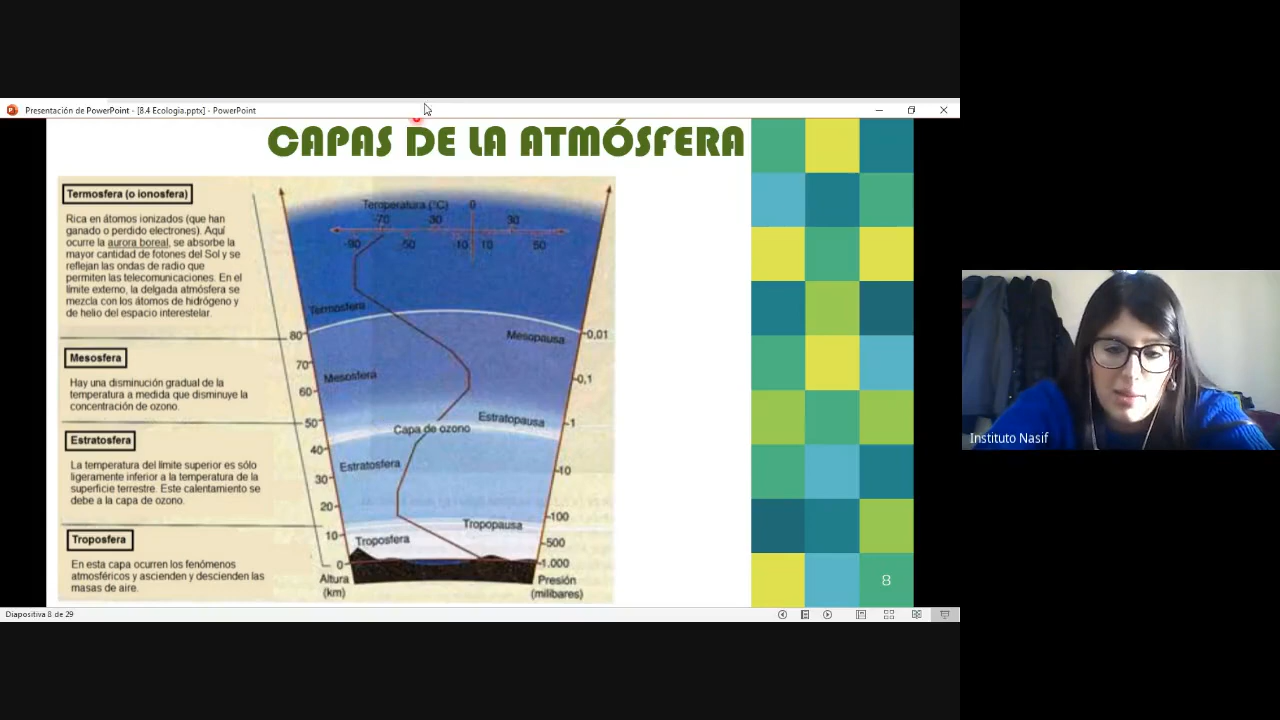 Presentación de PowerPoint - [8.4 Ecologia.pptx] - PowerPoint
CAPAS DE LA ATMÓSFERA
Termosfera (o ionosfera)
Rica en átomos ionizados (que han
ganado o perdido electrones). Aquí
ocurre la aurora boreal, se absorbe la
mayor cantidad de fotones del Sol y se
reflejan las ondas de radio que
permiten las telecomunicaciones. En el
límite externo, la delgada atmósfera se
mezcla con los átomos de hidrógeno y
de helio del espacio interestelar.
Mesosfera
Hay una disminución gradual de la
temperatura a medida que disminuye la
concentración de ozono.
Estratosfera
La temperatura del límite superior es sólo
ligeramente inferior a la temperatura de la
superficie terrestre. Este calentamiento se
debe a la capa de ozono.
Troposfera
En esta capa ocurren los fenómenos
atmosféricos y ascienden y descienden las
masas de aire.
Temperatura (°C) 0
-70 -30 30
-90 -50 -10 10 50
Termosfera
80 Mesopausa 0,01
70
Mesosfera 0,1
60
50 Estratopausa 1
Capa de ozono
40
Estratosfera 10
30
20
Tropopausa 100
10
Troposfera 500
0 1.000
Altura
(km)
Presión
(milibares)
8
Diapositiva 8 de 29
Instituto Nasif